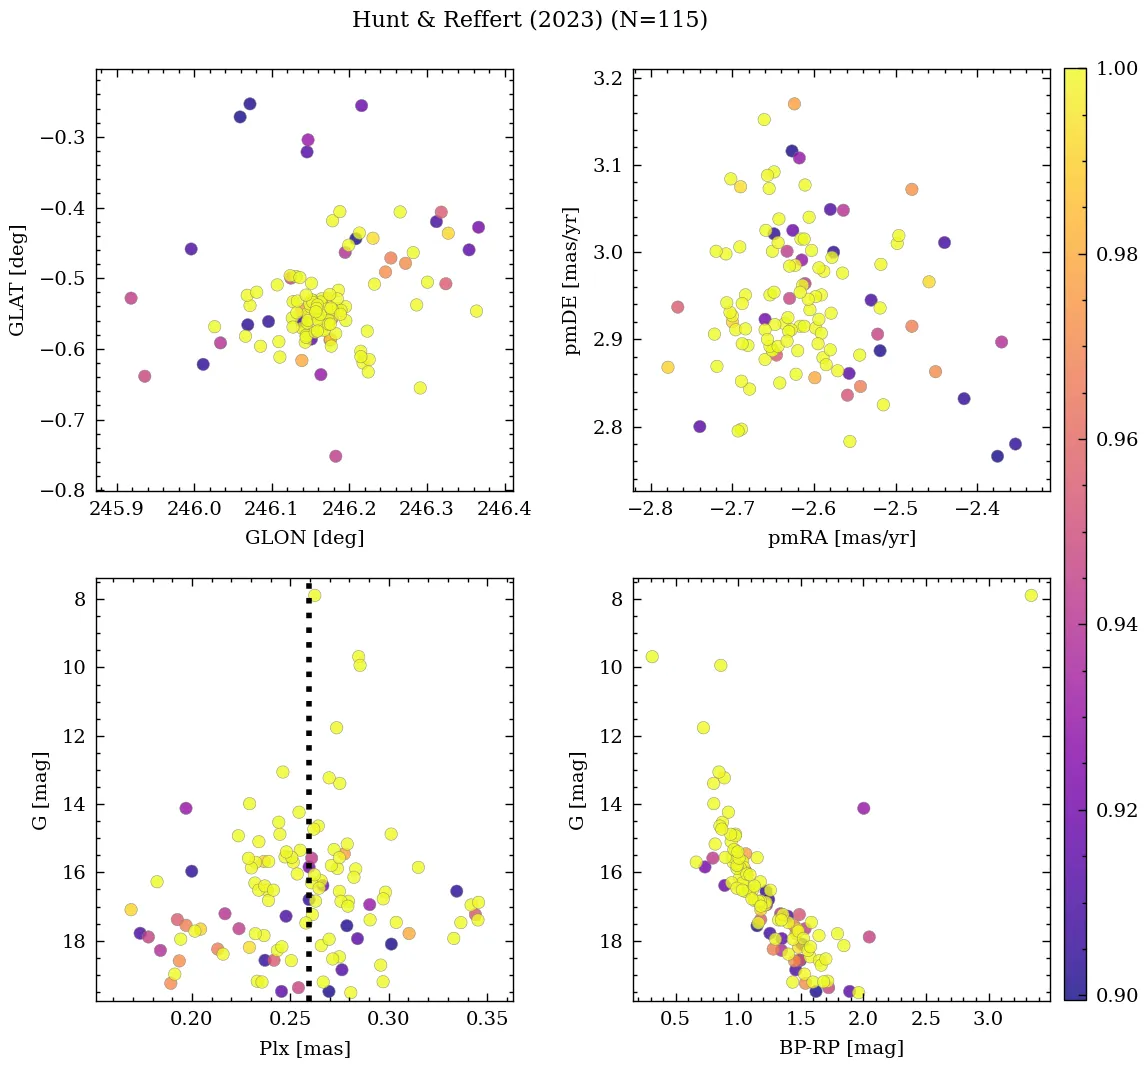 Hunt & Reffert (2023) (N=115)
−0.3
−0.4
−0.5
−0.6
−0.7
−0.8
GLAT [deg]
245.9 246.0 246.1 246.2 246.3 246.4
GLON [deg]
3.2
3.1
3.0
2.9
2.8
pmDE [mas/yr]
−2.8 −2.7 −2.6 −2.5 −2.4
pmRA [mas/yr]
8
10
12
14
16
18
G [mag]
0.20 0.25 0.30 0.35
Plx [mas]
8
10
12
14
16
18
G [mag]
0.5 1.0 1.5 2.0 2.5 3.0
BP-RP [mag]
1.00
0.98
0.96
0.94
0.92
0.90